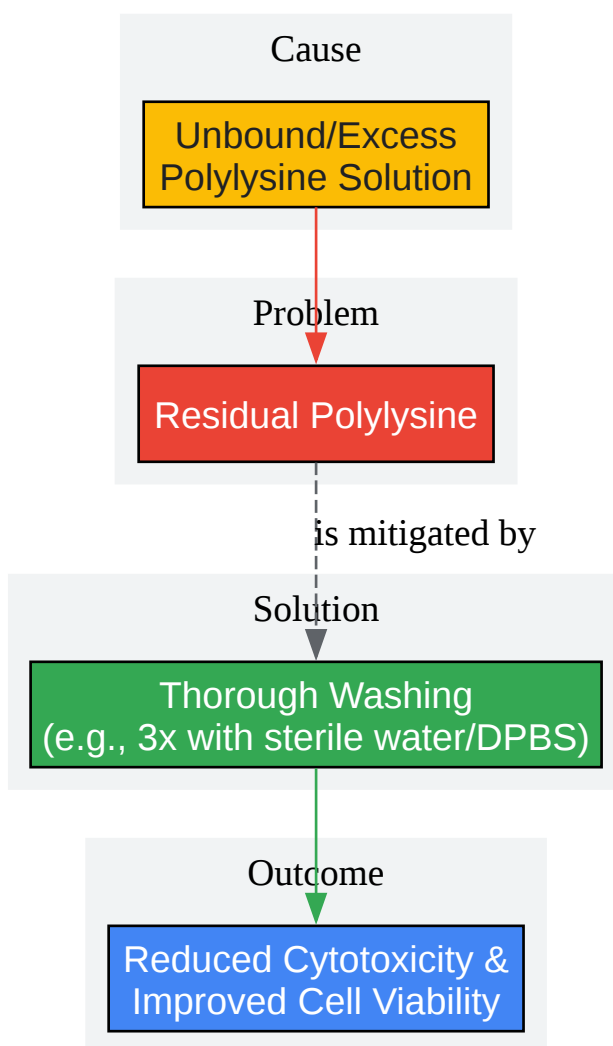 Cause
Unbound/Excess
Polylysine Solution
Problem
Residual Polylysine
is mitigated by
Solution
Thorough Washing
(e.g., 3x with sterile water/DPBS)
Outcome
Reduced Cytotoxicity &
Improved Cell Viability